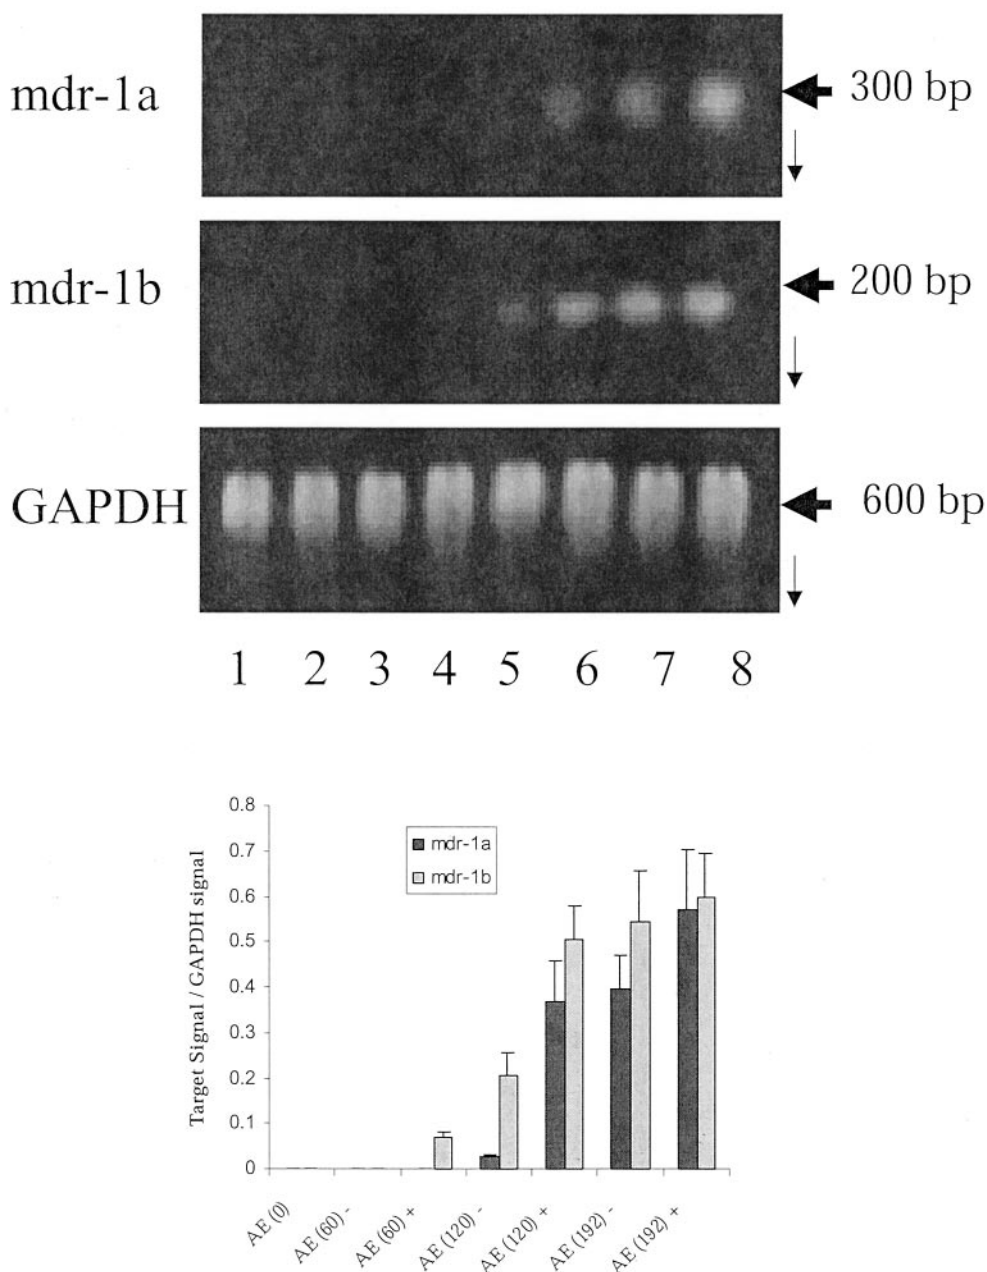 mdr-1a 300 bp
mdr-1b 200 bp
GAPDH 600 bp
1 2 3 4 5 6 7 8
0.8
0.7
0.6
0.5
0.4
0.3
0.2
0.1
0
Target Signal / GAPDH signal
mdr-1a
mdr-1b
AE (0)
AE (60) -
AE (60) +
AE (120) -
AE (120) +
AE (192) -
AE (192) +